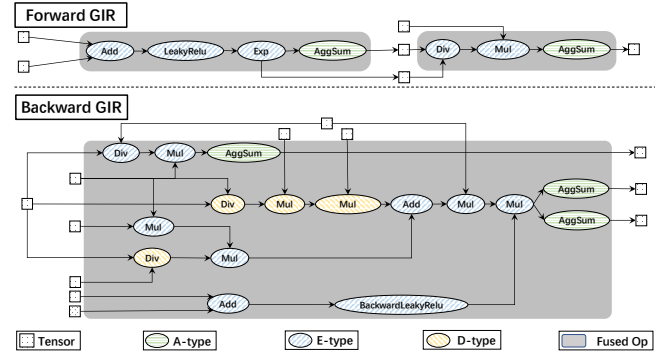 Forward GIR
Add LeakyRelu Exp AggSum Div Mul AggSum
Backward GIR
Div Mul AggSum
AggSum
Div Mul Mul Add Mul Mul
AggSum
Mul
Div Mul
Add BackwardLeakyRelu
Tensor A-type E-type D-type Fused Op